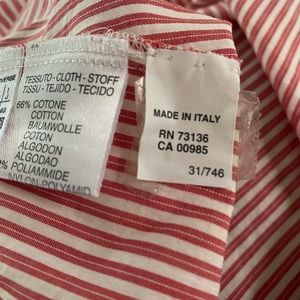 TESSUTO - CLOTH - STOFF
TISSU - TEJIDO - TECIDO
66% COTONE
COTTON
BAUMWOLLE
COTON
ALGODON
ALGODAO
POLIAMMIDE
NYLON-POLYAMID
MADE IN ITALY
RN 73136
CA 00985
31/746